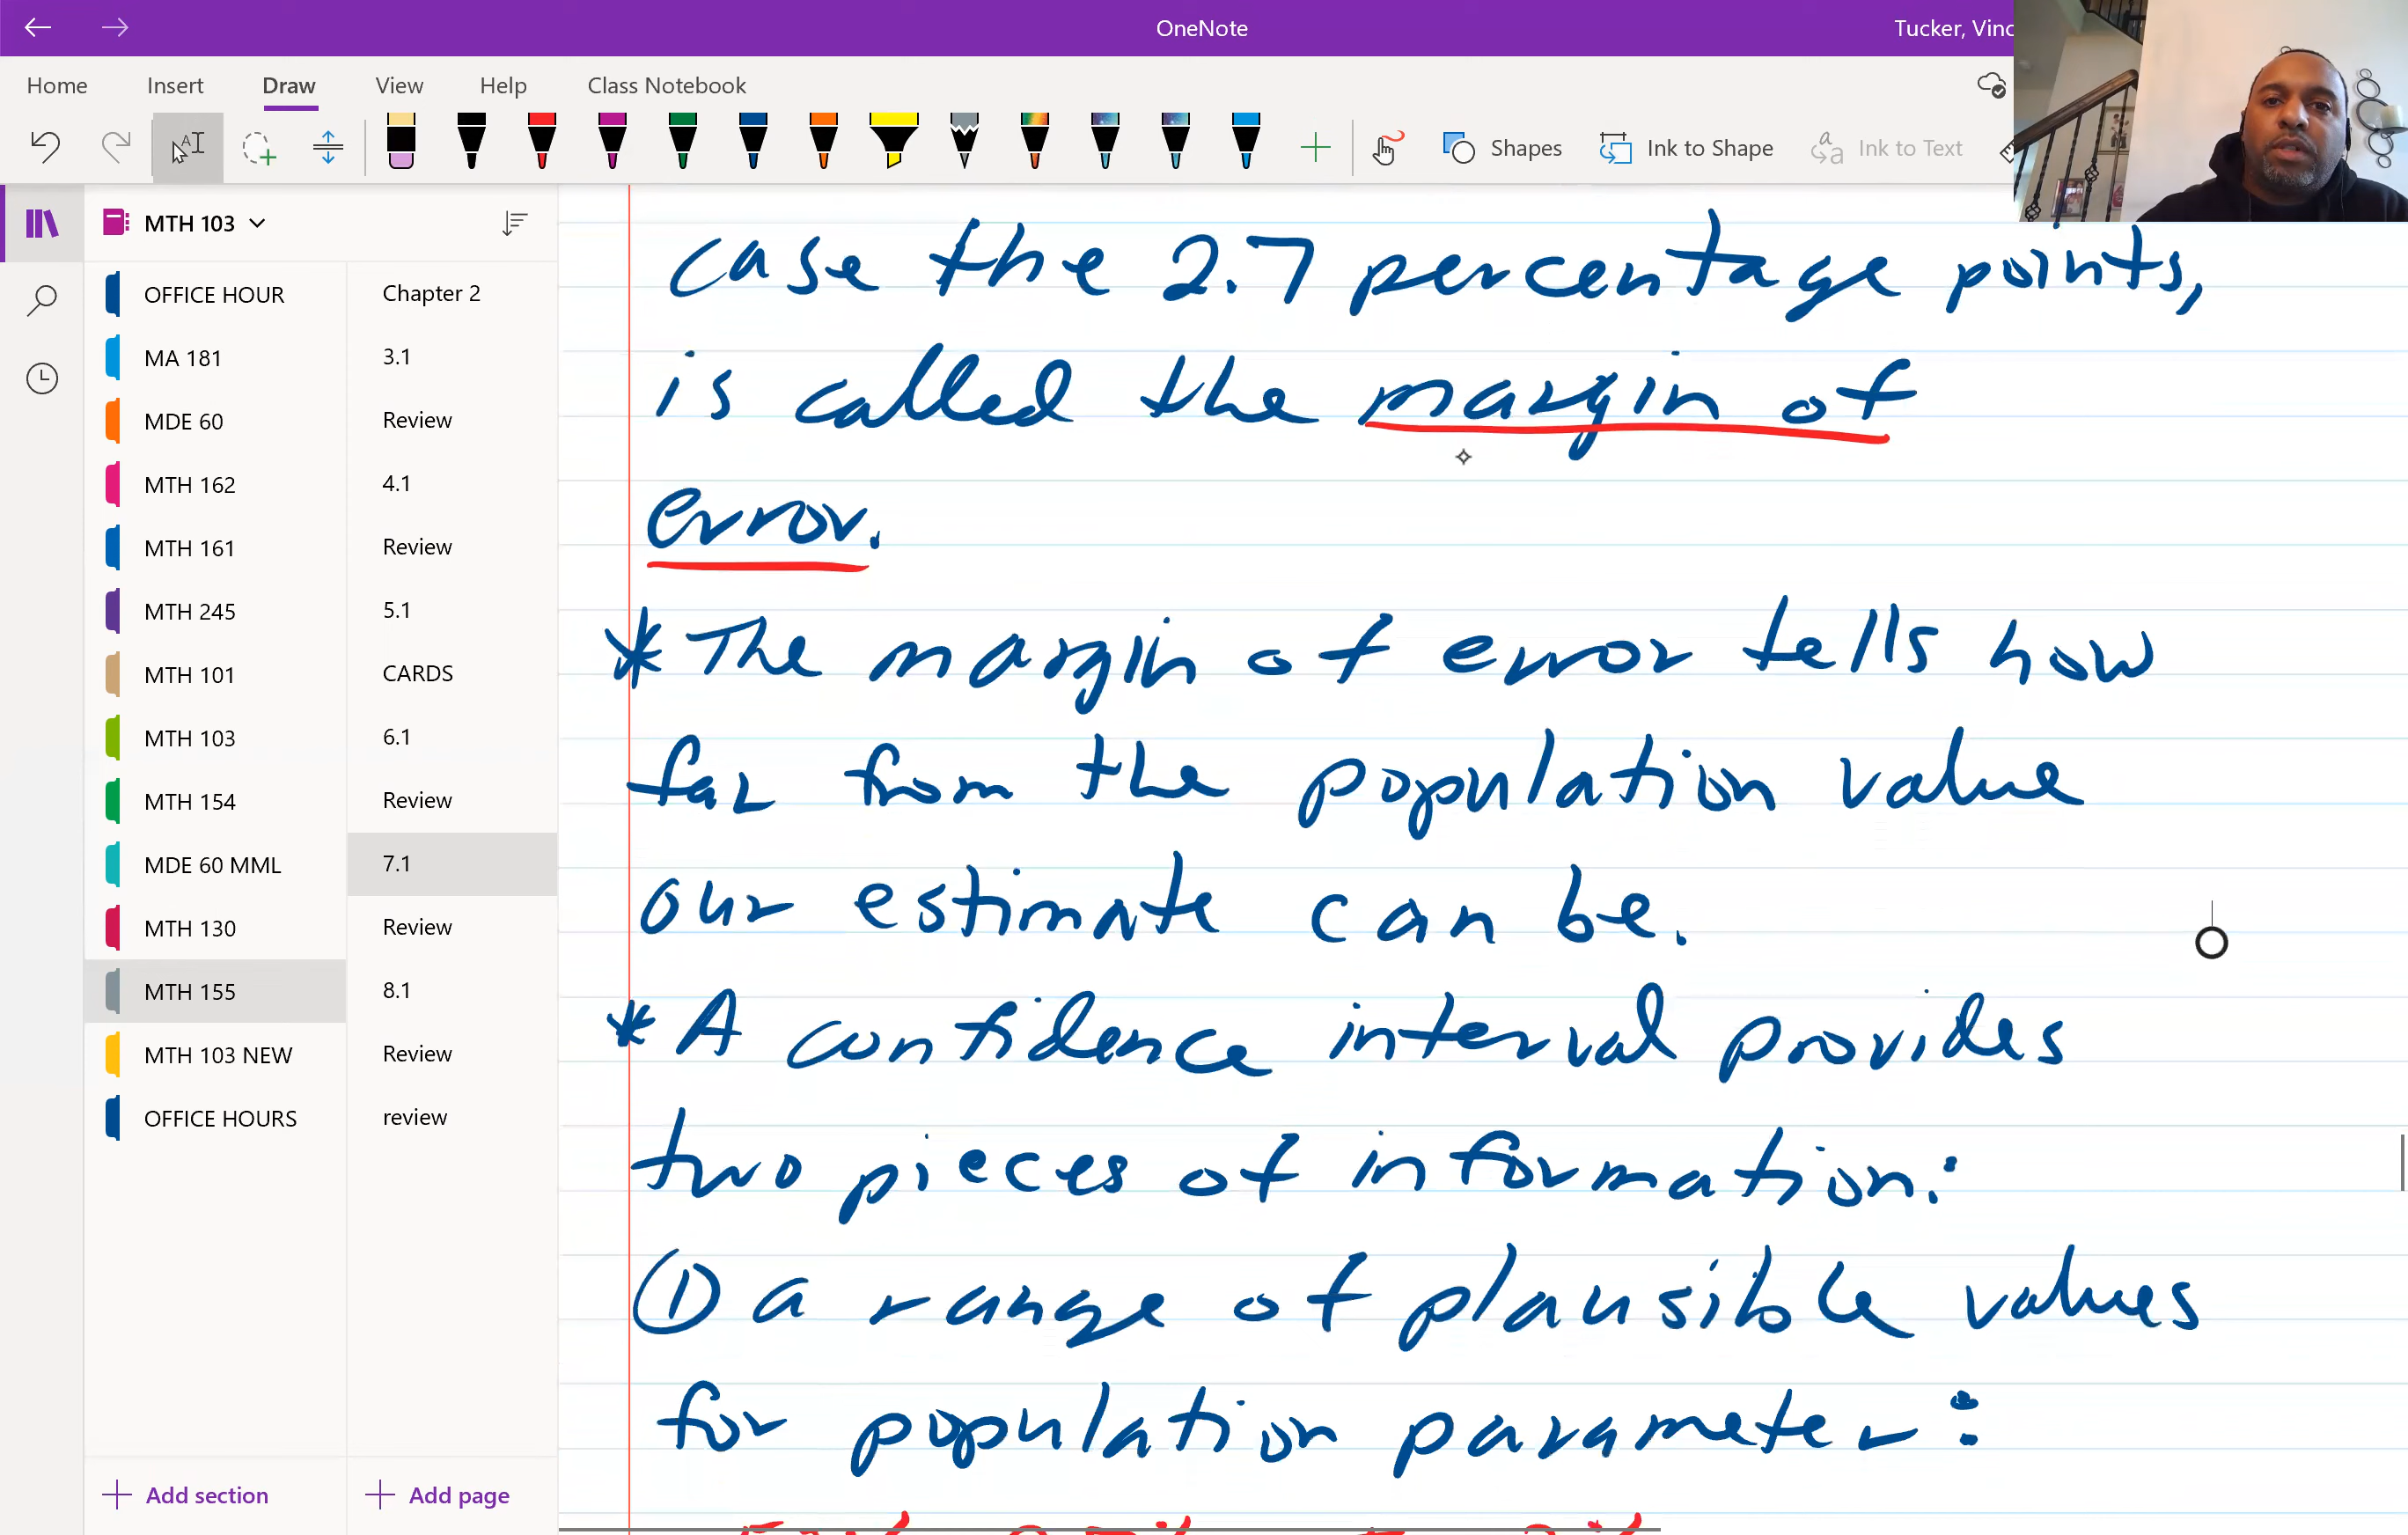 OneNote
Tucker, Vinc
Home Insert Draw View Help Class Notebook
Shapes Ink to Shape Ink to Text
MTH 103
OFFICE HOUR
MA 181
MDE 60
MTH 162
MTH 161
MTH 245
MTH 101
MTH 103
MTH 154
MDE 60 MML
MTH 130
MTH 155
MTH 103 NEW
OFFICE HOURS
Add section
Chapter 2
3.1
Review
4.1
Review
5.1
CARDS
6.1
Review
7.1
Review
8.1
Review
review
Add page
case the 2.7 percentage points,
is called the margin of
error.
* The margin of error tells how
far from the population value
our estimate can be.
* A confidence interval provides
two pieces of information:
① a range of plausible values
for population parameter: